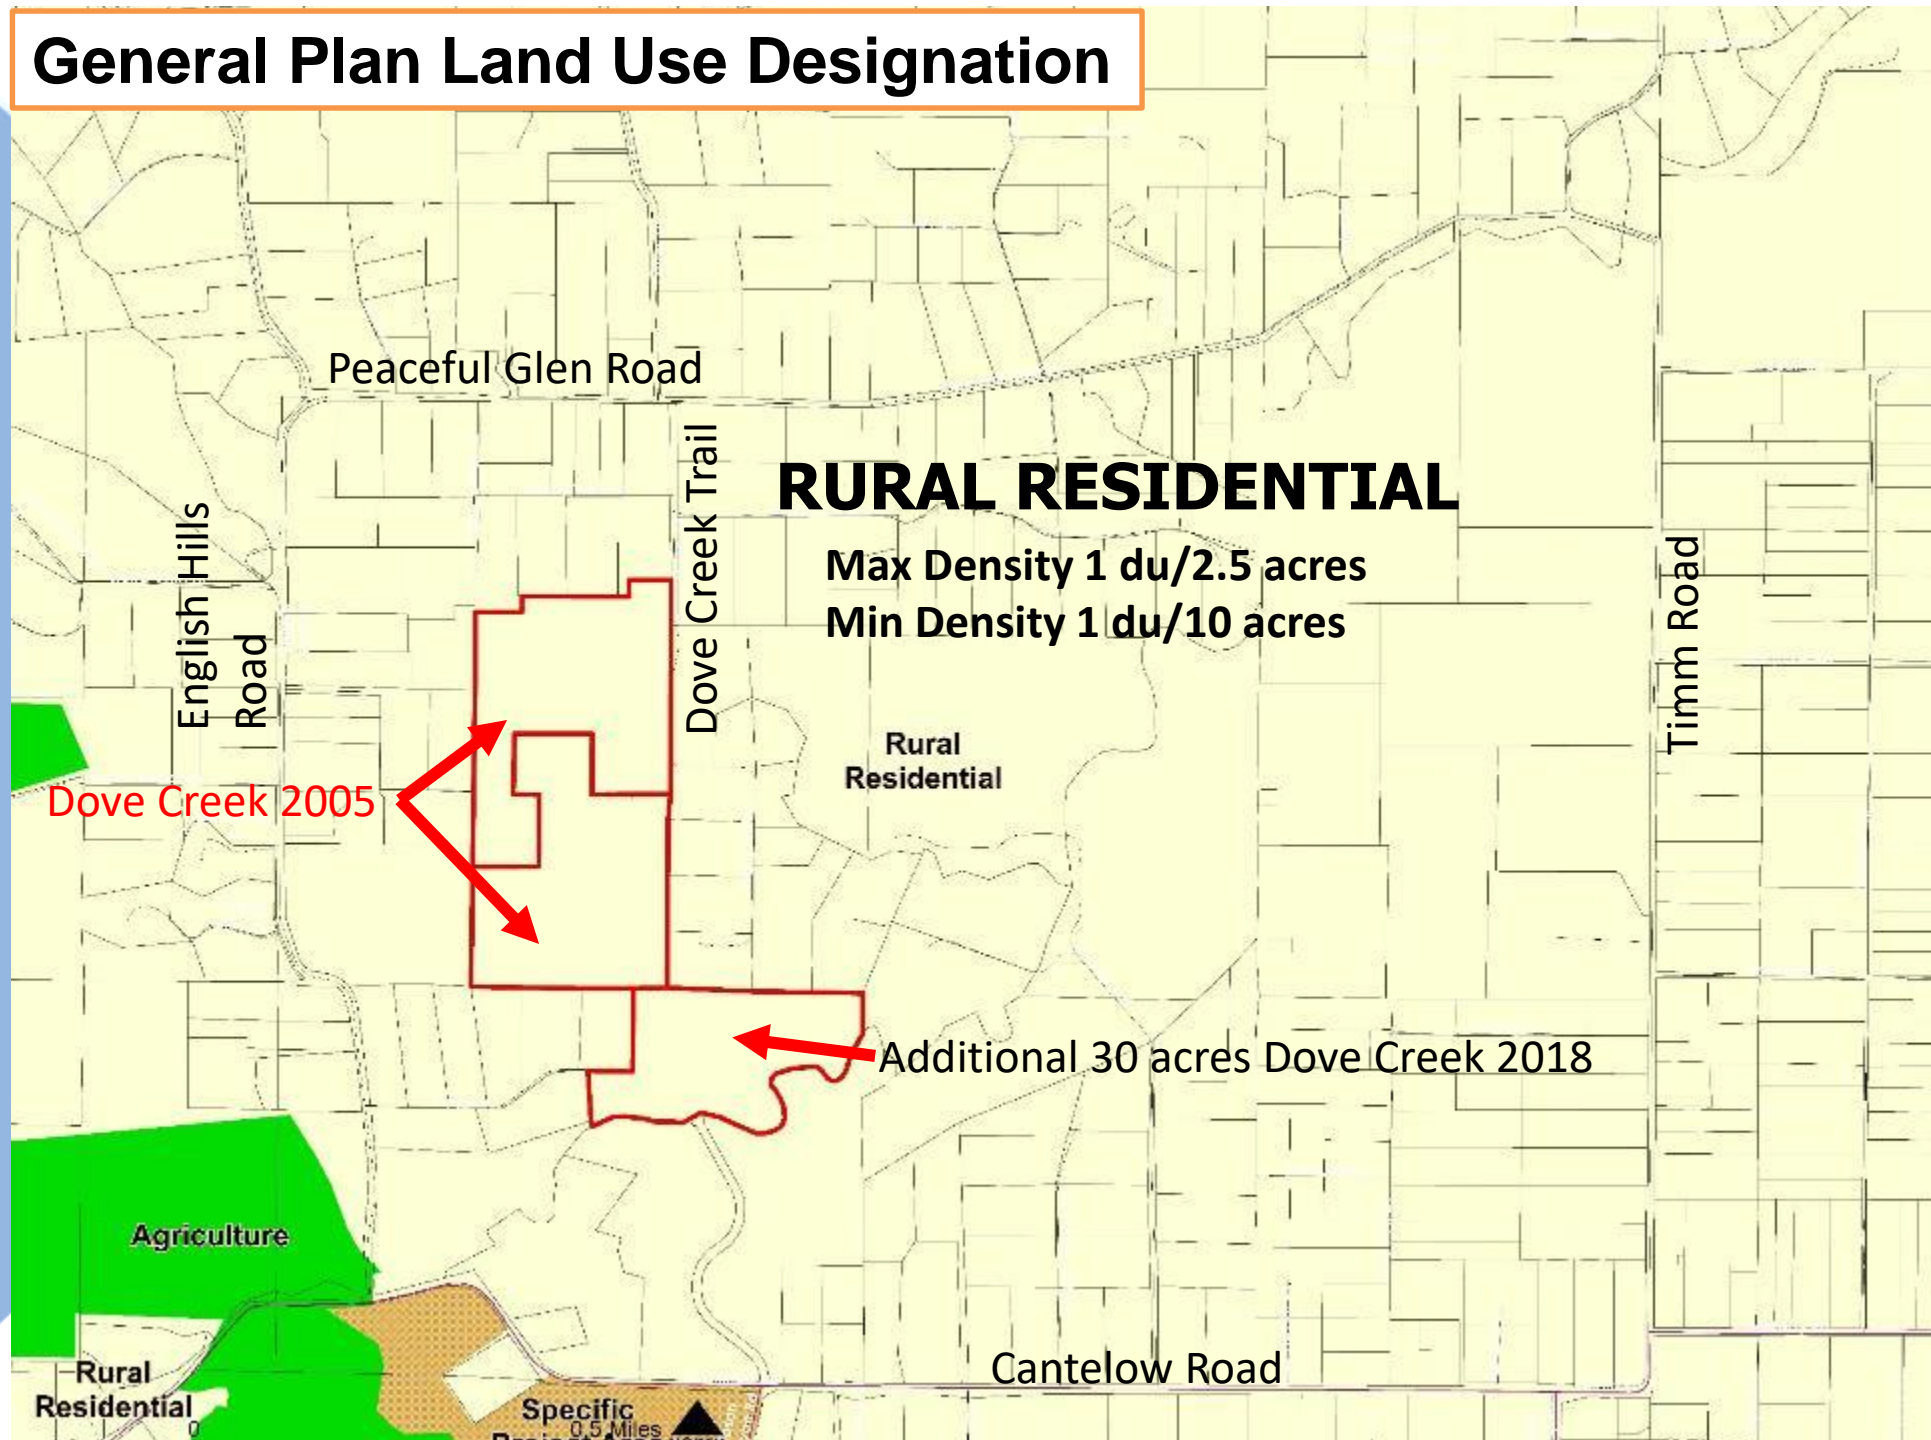 General Plan Land Use Designation
Peaceful Glen Road
Dove Creek Trail
RURAL RESIDENTIAL
Max Density 1 du/2.5 acres
Min Density 1 du/10 acres
English Hills
Road
Timm Road
Rural
Residential
Dove Creek 2005
Additional 30 acres Dove Creek 2018
Agriculture
Cantelow Road
Rural
Residential
Specific
0 0.5 Miles